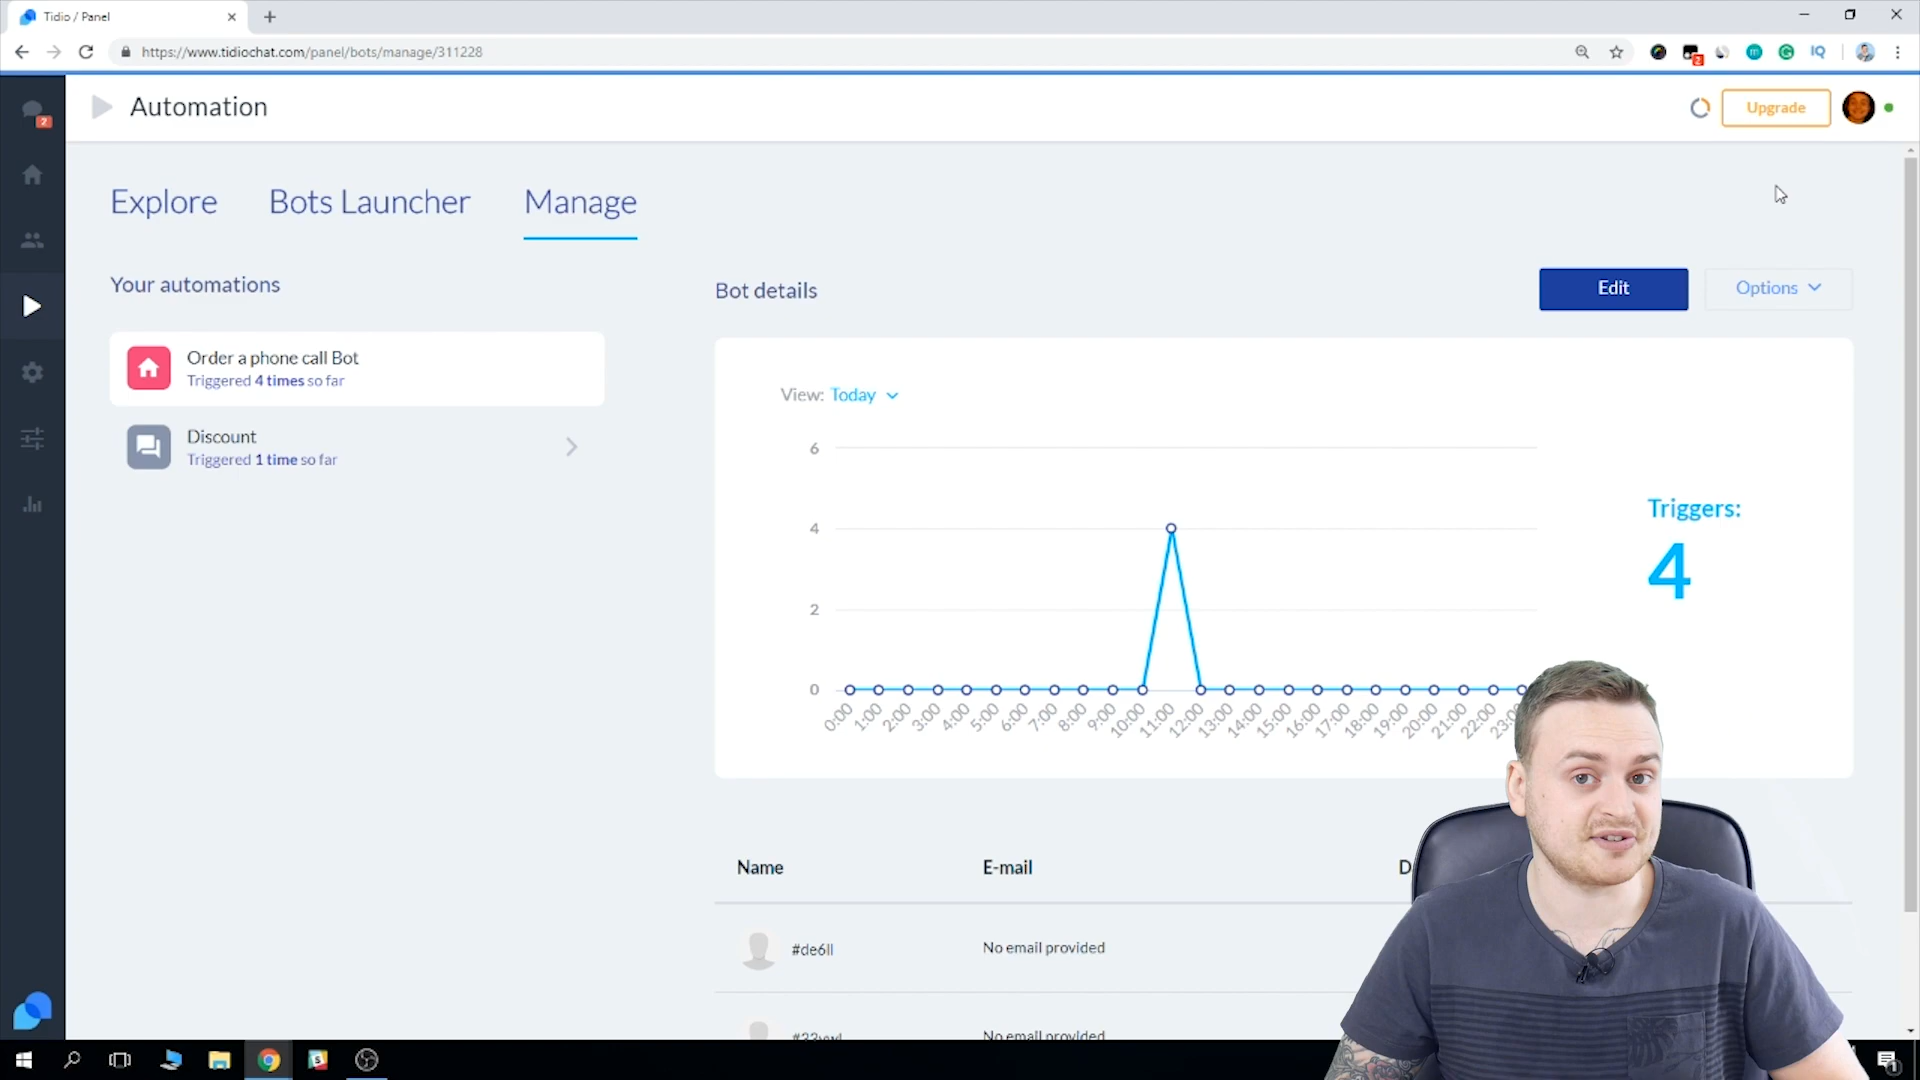 Tidio / Panel
https://www.tidiochat.com/panel/bots/manage/311228
2
IQ
2
Automation
Upgrade
Explore
Bots Launcher
Manage
Your automations
Bot details
Edit
Options
Order a phone call Bot
Triggered 4 times so far
Discount
Triggered 1 time so far
View: Today
6
4
2
0
0:00
1:00
2:00
3:00
4:00
5:00
6:00
7:00
8:00
9:00
10:00
11:00
12:00
13:00
14:00
15:00
16:00
17:00
18:00
19:00
20:00
21:00
22:00
Triggers:
4
Name
E-mail
#de6ll
No email provided
No email provided